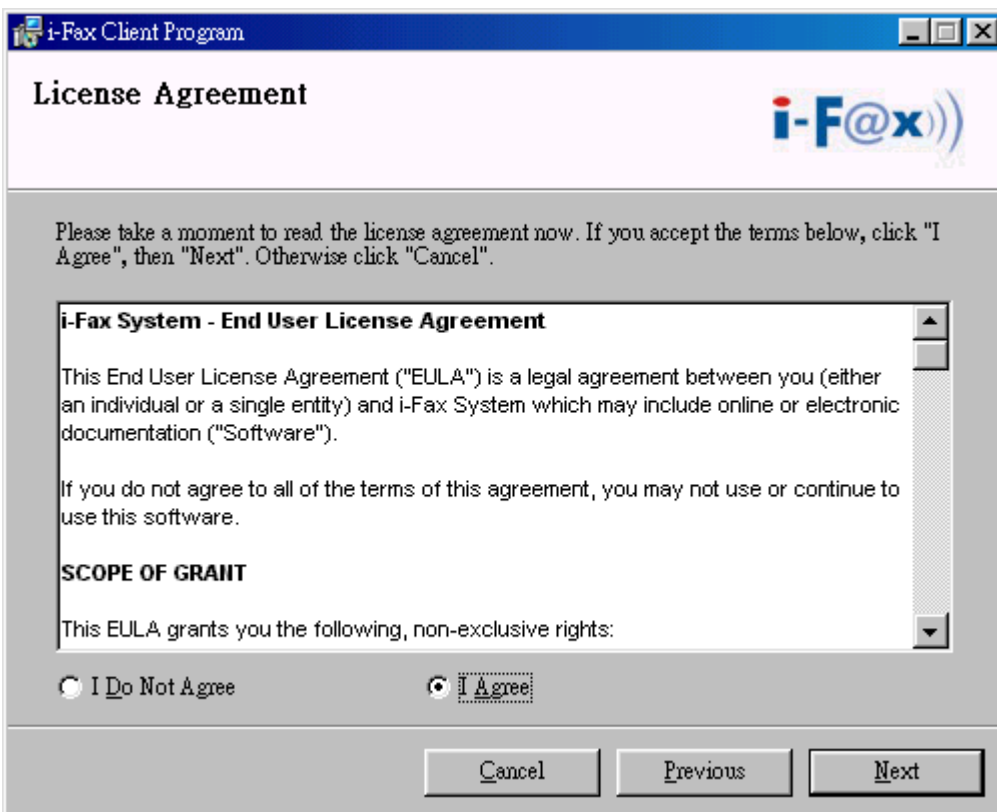 i-Fax Client Program
License Agreement
i-F@x
Please take a moment to read the license agreement now. If you accept the terms below, click "I
Agree", then "Next". Otherwise click "Cancel".
i-Fax System - End User License Agreement
This End User License Agreement ("EULA") is a legal agreement between you (either
an individual or a single entity) and i-Fax System which may include online or electronic
documentation ("Software").
If you do not agree to all of the terms of this agreement, you may not use or continue to
use this software.
SCOPE OF GRANT
This EULA grants you the following, non-exclusive rights:
I Do Not Agree
I Agree
Cancel
Previous
Next